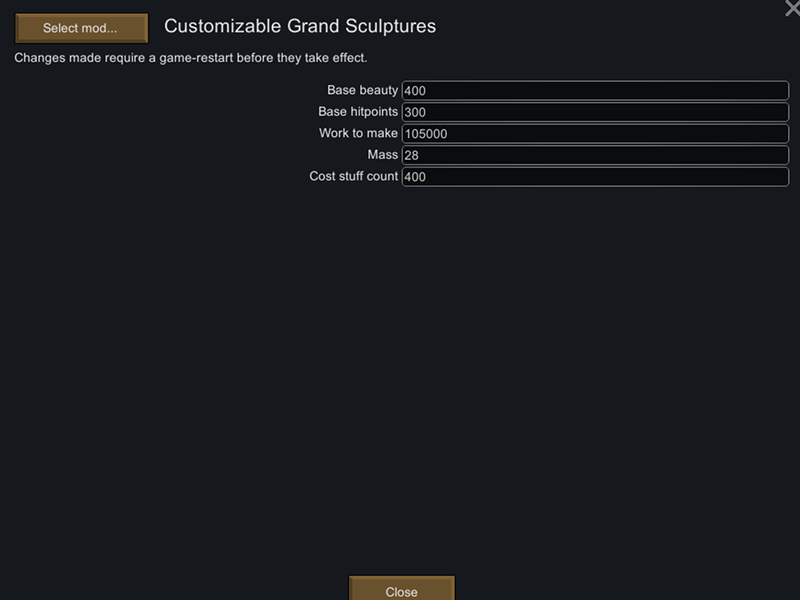 Select mod...
Customizable Grand Sculptures
Changes made require a game-restart before they take effect.
Base beauty 400
Base hitpoints 300
Work to make 105000
Mass 28
Cost stuff count 400
Close